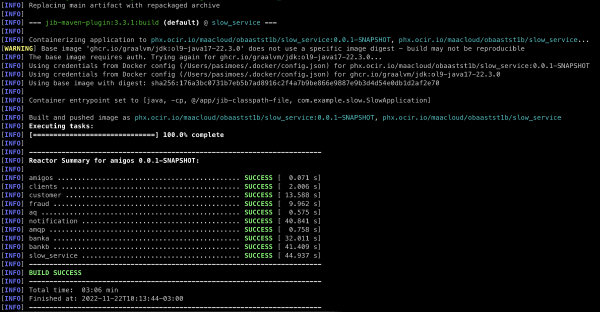 [INFO] Replacing main artifact with repackaged archive
[INFO]
[INFO] === jib-maven-plugin:3.3.1:build (default) @ slow_service ===
[INFO]
[INFO] Containerizing application to phx.ocir.io/maacloud/obaastst1b/slow_service:0.0.1-SNAPSHOT, phx.ocir.io/maacloud/obaastst1b/slow_service...
[WARNING] Base image 'ghcr.io/graalvm/jdk:ol9-java17-22.3.0' does not use a specific image digest - build may not be reproducible
[INFO] The base image requires auth. Trying again for ghcr.io/graalvm/jdk:ol9-java17-22.3.0...
[INFO] Using credentials from Docker config (/Users/pasimoes/.docker/config.json) for phx.ocir.io/maacloud/obaastst1b/slow_service:0.0.1-SNAPSHOT
[INFO] Using credentials from Docker config (/Users/pasimoes/.docker/config.json) for ghcr.io/graalvm/jdk:ol9-java17-22.3.0
[INFO] Using base image with digest: sha256:176a3bc0731b7eb5b7ad8916c2f4a7b9be866e9887e9b3d4d54e0db1d2af2e70
[INFO]
[INFO] Container entrypoint set to [java, -cp, @/app/jib-classpath-file, com.example.slow.SlowApplication]
[INFO]
[INFO] Built and pushed image as phx.ocir.io/maacloud/obaastst1b/slow_service:0.0.1-SNAPSHOT, phx.ocir.io/maacloud/obaastst1b/slow_service
[INFO] Executing tasks:
[INFO] [==============================] 100.0% complete
[INFO]
[INFO] ------------------------------------------------------------------------
[INFO] Reactor Summary for amigos 0.0.1-SNAPSHOT:
[INFO]
[INFO] amigos ............................................. SUCCESS [  0.071 s]
[INFO] clients ............................................ SUCCESS [  2.006 s]
[INFO] customer ........................................... SUCCESS [ 13.588 s]
[INFO] fraud .............................................. SUCCESS [  9.962 s]
[INFO] aq ................................................. SUCCESS [  0.575 s]
[INFO] notification ....................................... SUCCESS [ 40.841 s]
[INFO] amqp ............................................... SUCCESS [  0.758 s]
[INFO] banka .............................................. SUCCESS [ 32.011 s]
[INFO] bankb .............................................. SUCCESS [ 41.409 s]
[INFO] slow_service ....................................... SUCCESS [ 44.937 s]
[INFO] ------------------------------------------------------------------------
[INFO] BUILD SUCCESS
[INFO] ------------------------------------------------------------------------
[INFO] Total time:  03:06 min
[INFO] Finished at: 2022-11-22T10:13:44-03:00
[INFO] ------------------------------------------------------------------------